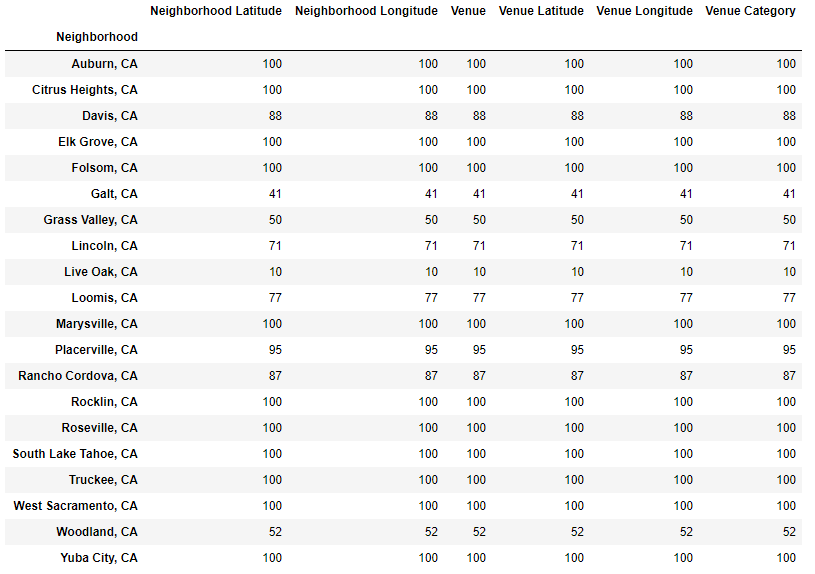 Neighborhood Latitude Neighborhood Longitude Venue Venue Latitude Venue Longitude Venue Category
Neighborhood
Auburn, CA 100 100 100 100 100 100
Citrus Heights, CA 100 100 100 100 100 100
Davis, CA 88 88 88 88 88 88
Elk Grove, CA 100 100 100 100 100 100
Folsom, CA 100 100 100 100 100 100
Galt, CA 41 41 41 41 41 41
Grass Valley, CA 50 50 50 50 50 50
Lincoln, CA 71 71 71 71 71 71
Live Oak, CA 10 10 10 10 10 10
Loomis, CA 77 77 77 77 77 77
Marysville, CA 100 100 100 100 100 100
Placerville, CA 95 95 95 95 95 95
Rancho Cordova, CA 87 87 87 87 87 87
Rocklin, CA 100 100 100 100 100 100
Roseville, CA 100 100 100 100 100 100
South Lake Tahoe, CA 100 100 100 100 100 100
Truckee, CA 100 100 100 100 100 100
West Sacramento, CA 100 100 100 100 100 100
Woodland, CA 52 52 52 52 52 52
Yuba City, CA 100 100 100 100 100 100